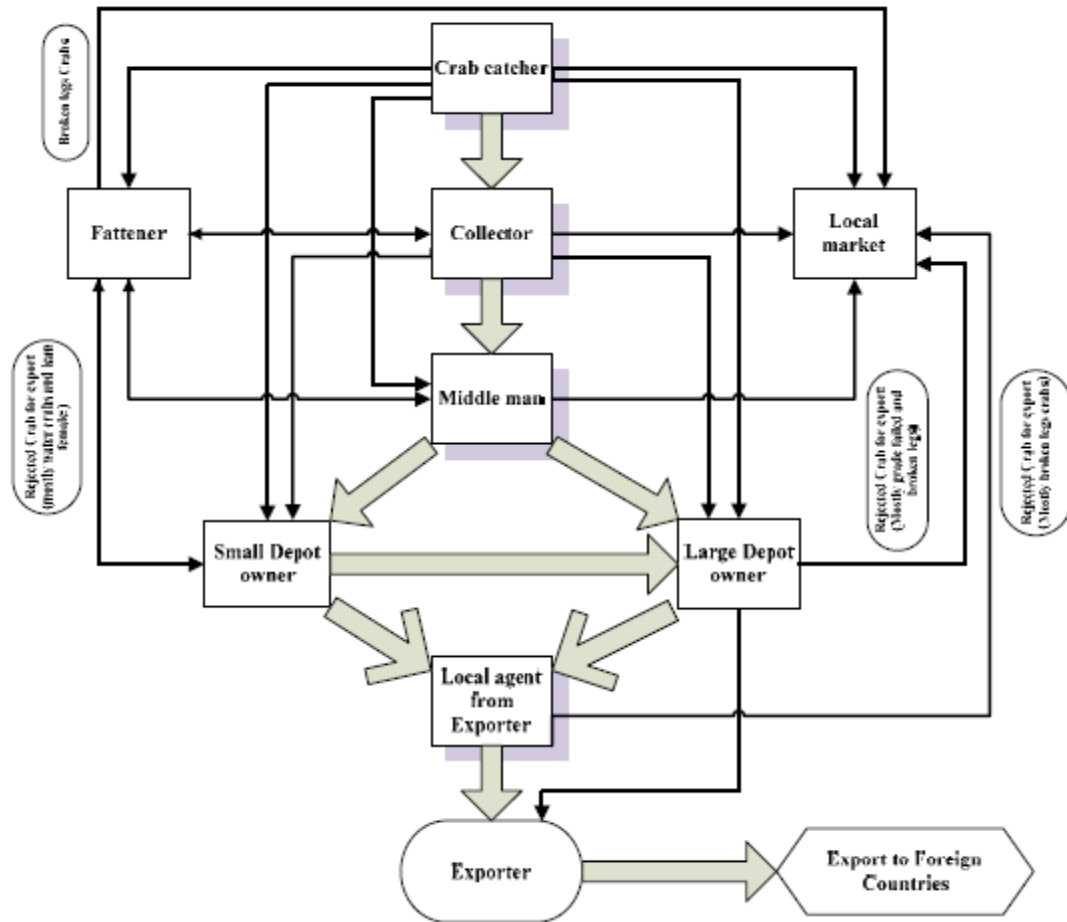 Broken legs Crabs
Crab catcher
Fattener
Collector
Local
market
Rejected Crab for export
(mostly water crabs and lean
female)
Middle man
Rejected Crab for export
(Mostly grade failed and
broken legs)
Rejected Crab for export
(Mostly broken legs crabs)
Small Depot
owner
Large Depot
owner
Local agent
from
Exporter
Exporter
Export to Foreign
Countries